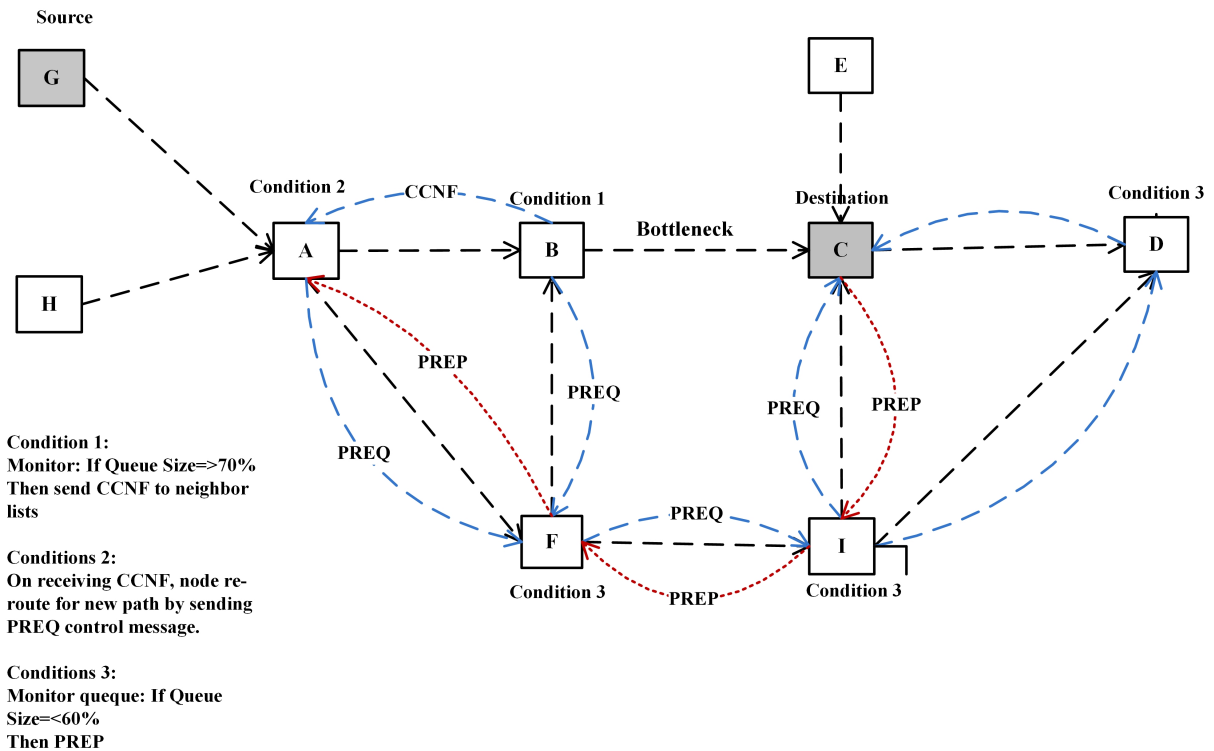 Source
G
E
Condition 2
CCNF
Condition 1
Destination
Condition 3
A
B
Bottleneck
C
D
H
PREP
PREQ
PREQ
PREP
PREQ
Condition 1:
Monitor: If Queue Size=>70%
Then send CCNF to neighbor
lists
PREQ
F
I
Condition 3
Condition 3
PREP
Conditions 2:
On receiving CCNF, node re-
route for new path by sending
PREQ control message.
Conditions 3:
Monitor queque: If Queue
Size=<60%
Then PREP